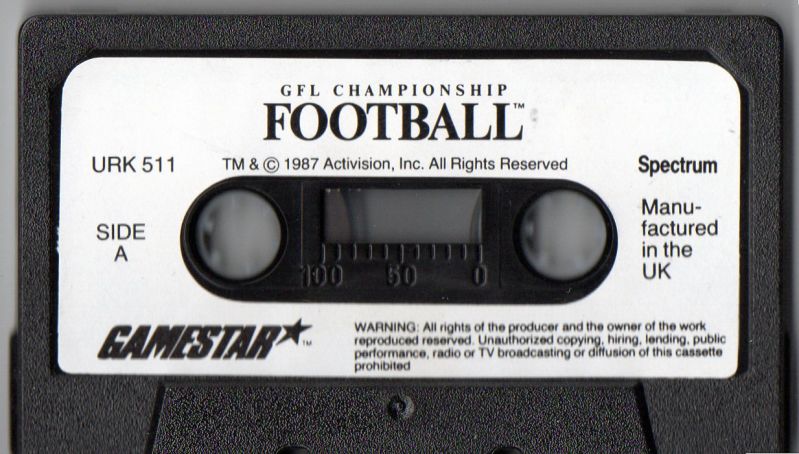 GFL CHAMPIONSHIP
FOOTBALL™
URK 511
TM & © 1987 Activision, Inc. All Rights Reserved
Spectrum
SIDE
A
Manu-
factured
in the
UK
100 50 0
GAMESTAR★™
WARNING: All rights of the producer and the owner of the work
reproduced reserved. Unauthorized copying, hiring, lending, public
performance, radio or TV broadcasting or diffusion of this cassette
prohibited